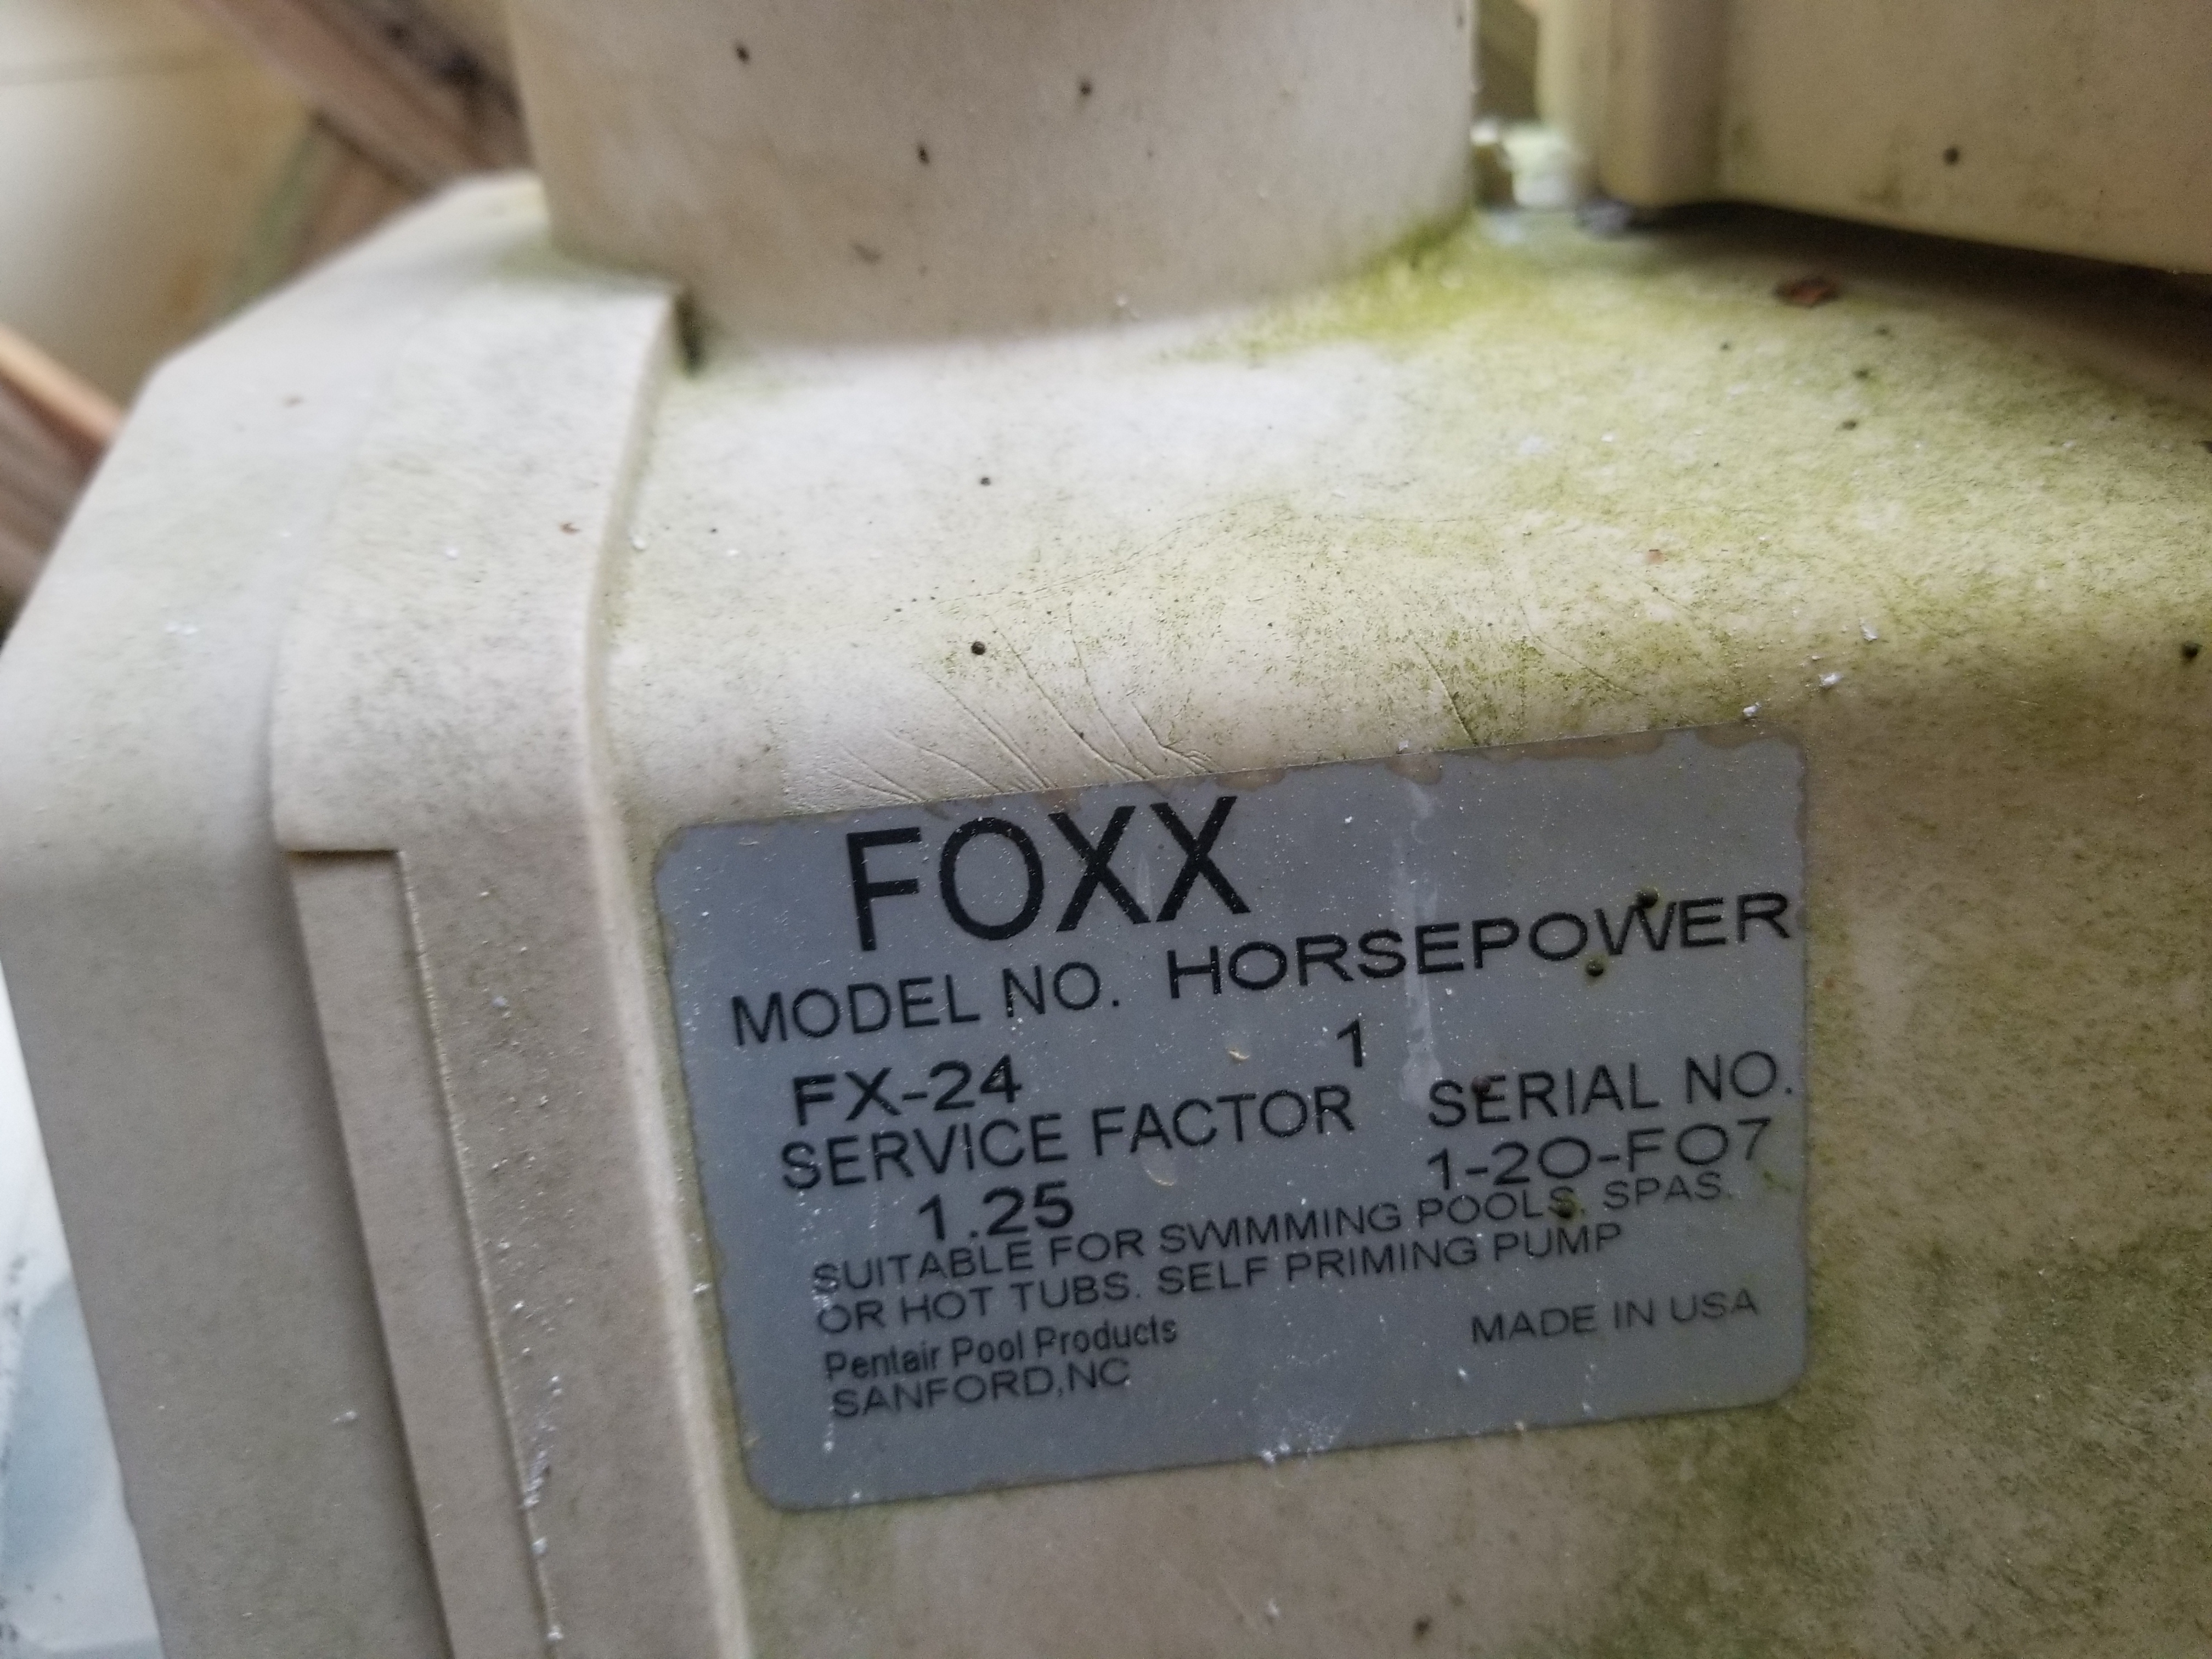 FOXX
MODEL NO. HORSEPOWER
FX-24 1
SERVICE FACTOR SERIAL NO.
1.25 1-20-F07
SUITABLE FOR SWIMMING POOLS. SPAS.
OR HOT TUBS. SELF PRIMING PUMP
Pentair Pool Products MADE IN USA
SANFORD,NC